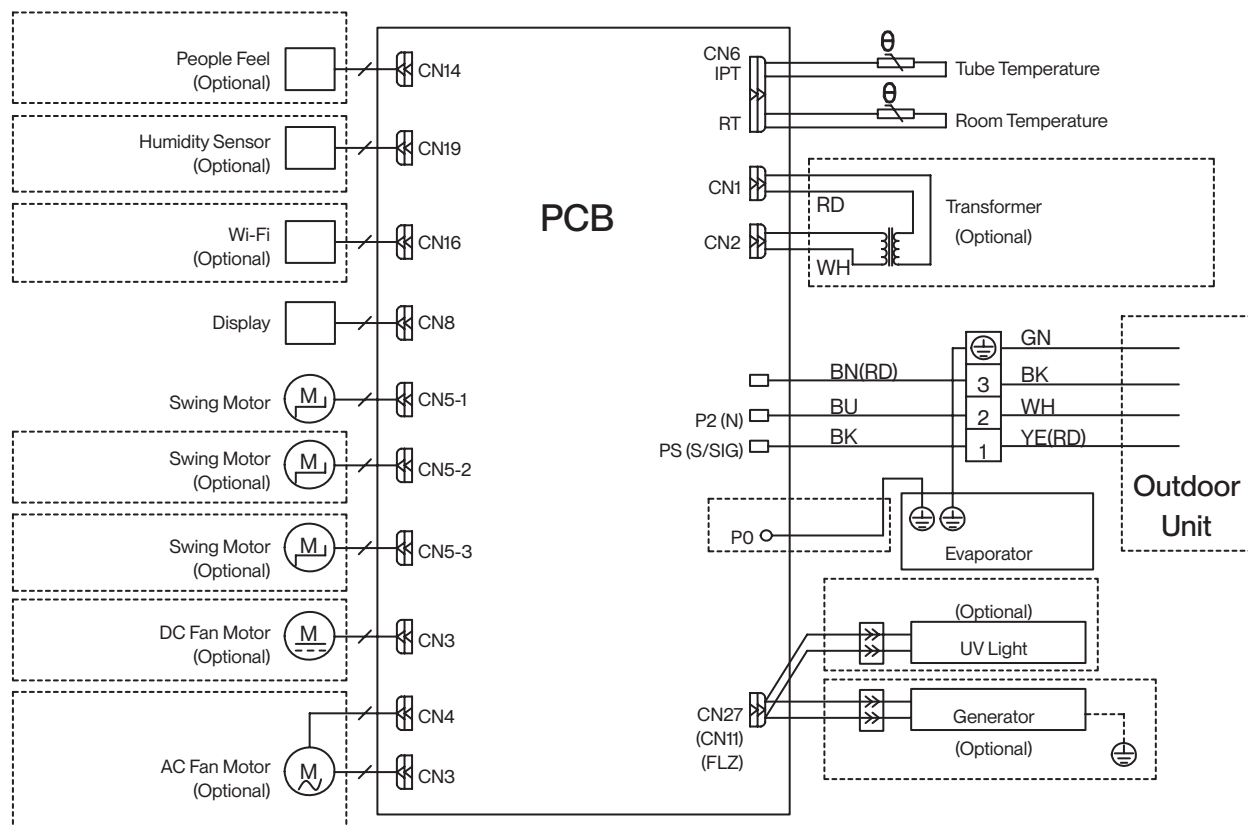 People Feel
(Optional)
CN14
Humidity Sensor
(Optional)
CN19
Wi-Fi
(Optional)
CN16
Display
CN8
Swing Motor
M
CN5-1
Swing Motor
(Optional)
M
CN5-2
Swing Motor
(Optional)
M
CN5-3
DC Fan Motor
(Optional)
M
CN3
CN4
AC Fan Motor
(Optional)
M
CN3
PCB
CN6
IPT
θ
Tube Temperature
RT
θ
Room Temperature
CN1
RD
CN2
WH
Transformer
(Optional)
BN(RD)
3
GN
BK
P2 (N)
BU
2
WH
PS (S/SIG)
BK
1
YE(RD)
Outdoor
Unit
P0
Evaporator
(Optional)
UV Light
CN27
(CN11)
(FLZ)
Generator
(Optional)